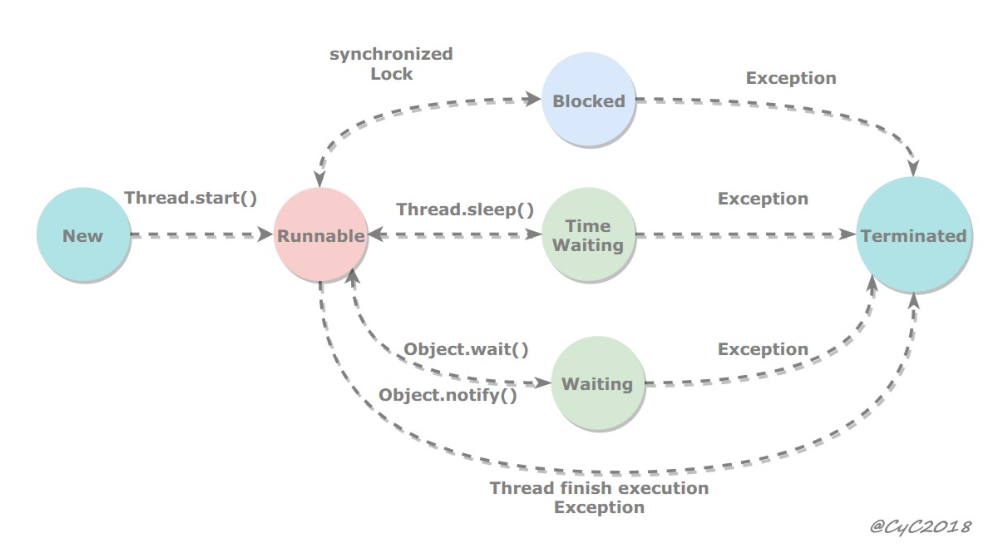 synchronized
Lock
Blocked
Exception
Thread.start()
New
Runnable
Thread.sleep()
Time
Waiting
Exception
Terminated
Object.wait()
Object.notify()
Waiting
Exception
Thread finish execution
Exception
@CyC2018